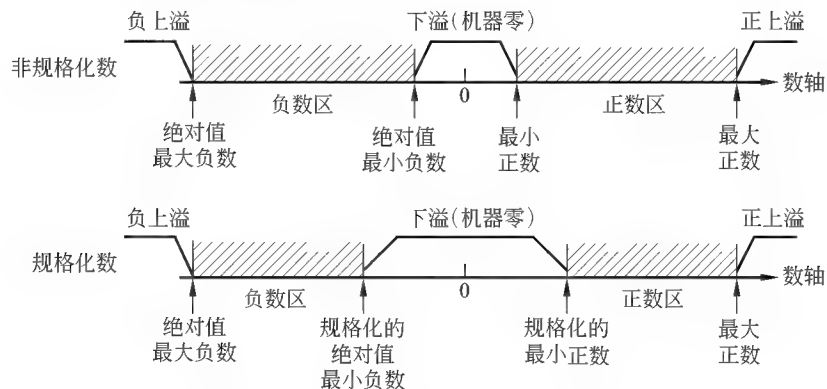 负上溢 下溢(机器零) 正上溢
非规格化数 数轴
负数区 0 正数区
绝对值 绝对值 最小 最大
最大负数 最小负数 正数 正数
负上溢 下溢(机器零) 正上溢
规格化数 数轴
负数区 0 正数区
绝对值 规格化的 规格化的 最大
最大负数 绝对值 最小正数 正数
最小负数